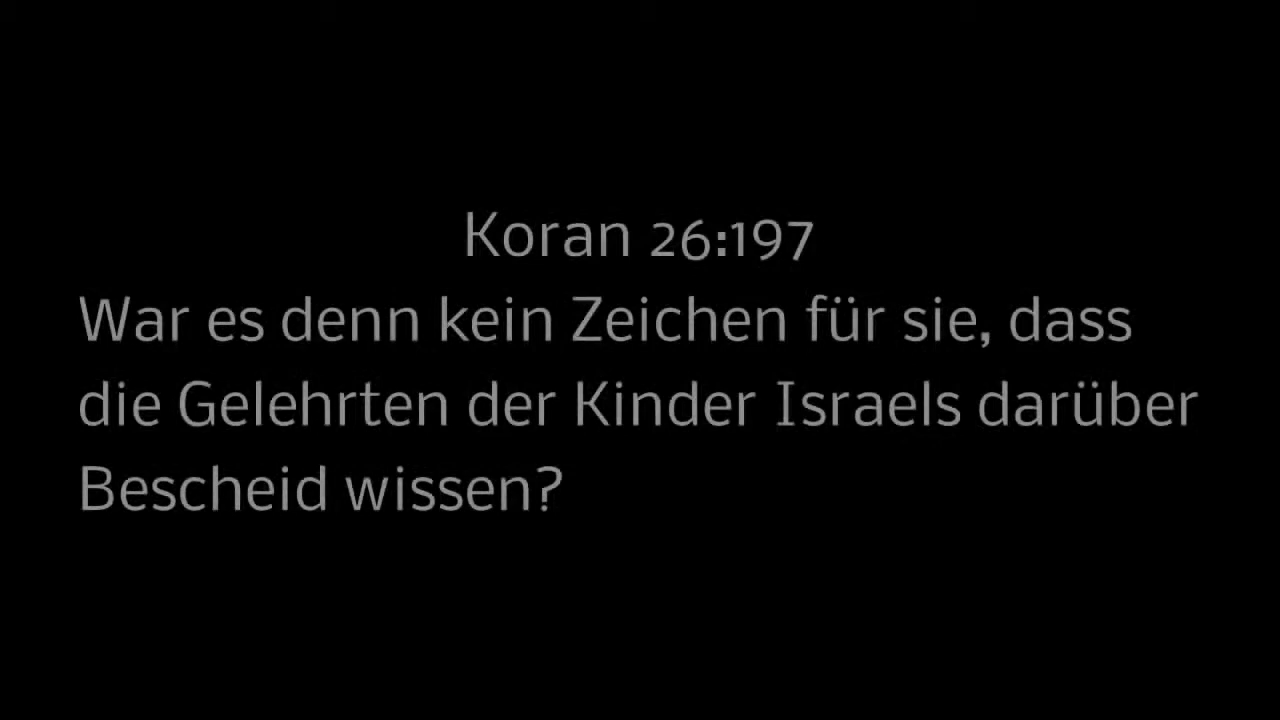 Koran 26:197
War es denn kein Zeichen für sie, dass
die Gelehrten der Kinder Israels darüber
Bescheid wissen?